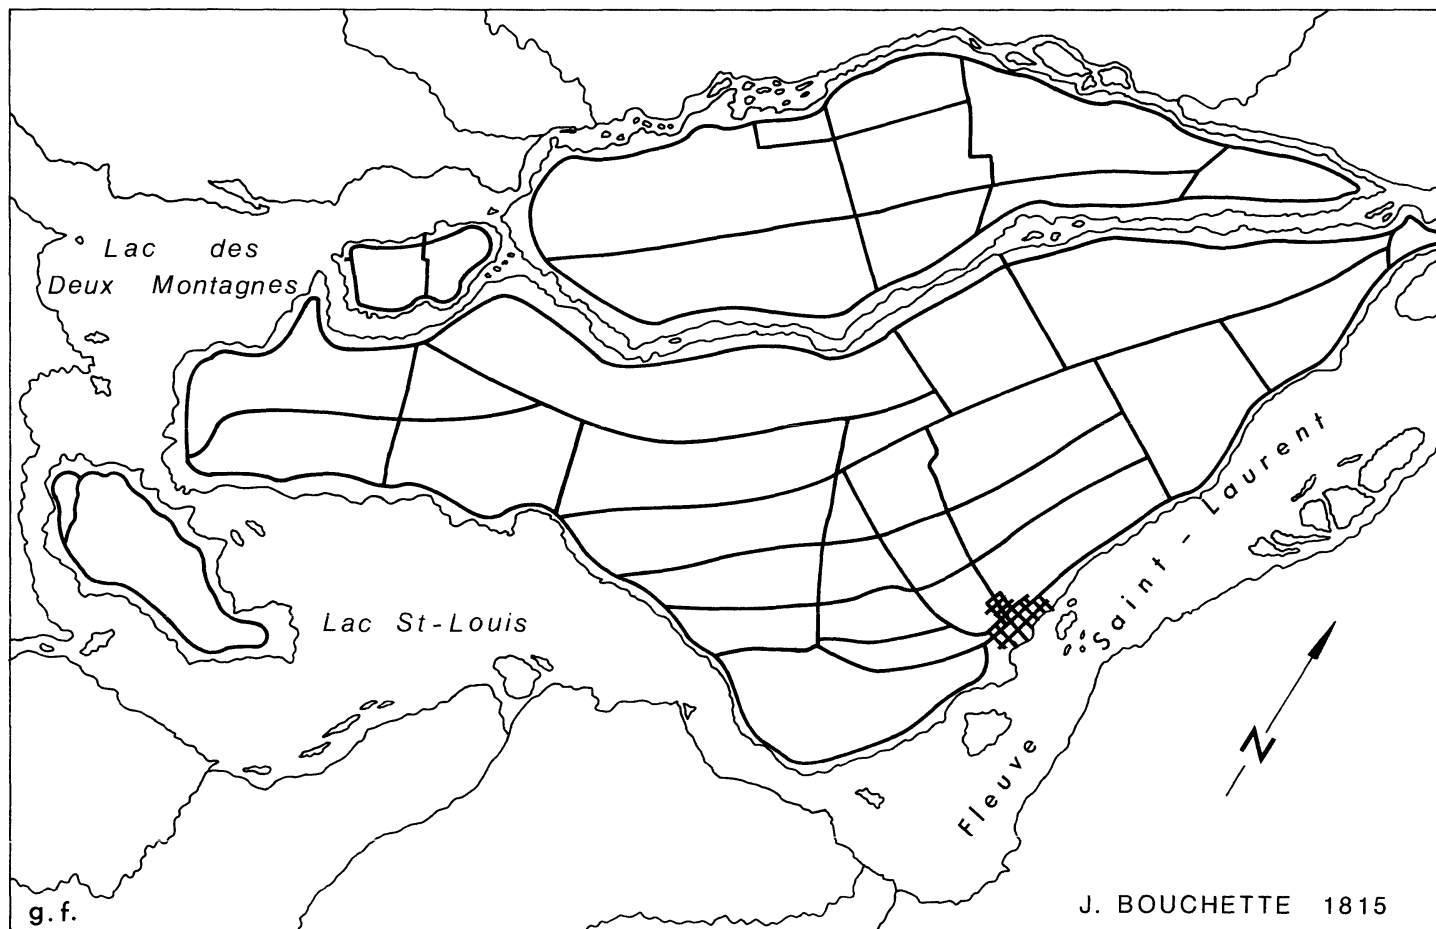 Lac des
Deux Montagnes
Lac St-Louis
Fleuve Saint-Laurent
N
g.f.
J. BOUCHETTE 1815